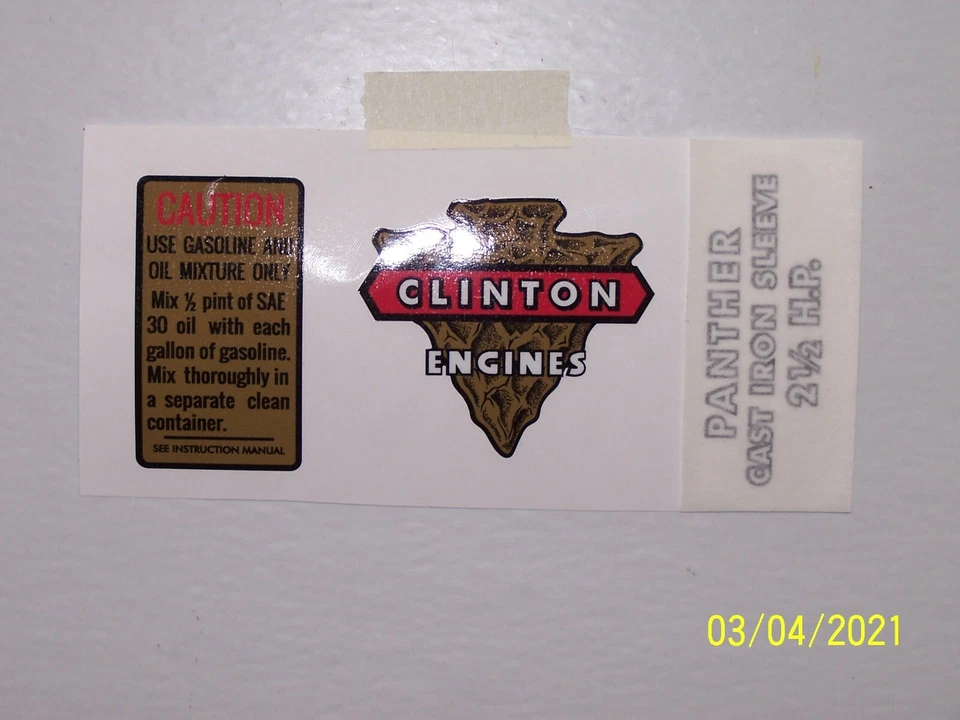 CAUTION
USE GASOLINE AND
OIL MIXTURE ONLY
Mix ½ pint of SAE
30 oil with each
gallon of gasoline.
Mix thoroughly in
a separate clean
container.
SEE INSTRUCTION MANUAL
CLINTON
ENGINES
PANTHER
CAST IRON SLEEVE
2½ H.P.
03/04/2021